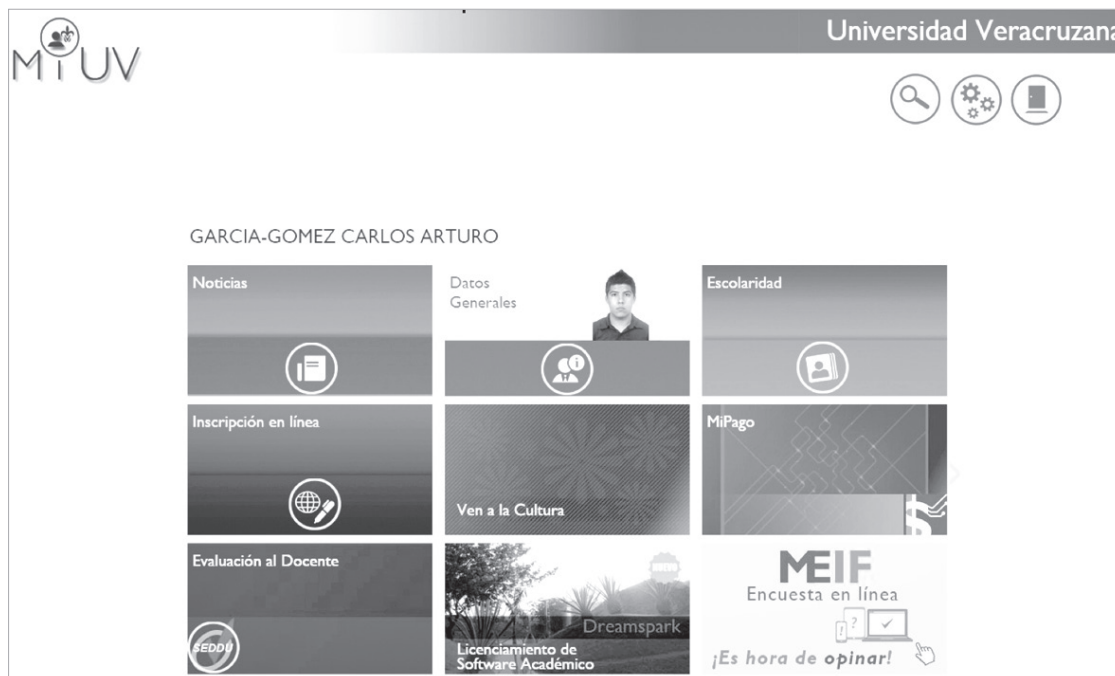 Universidad Veracruzana
MiUV
GARCIA-GOMEZ CARLOS ARTURO
Noticias
Datos
Generales
Escolaridad
Inscripción en línea
Ven a la Cultura
MiPago
$
Evaluación al Docente
SEDDU
NUEVO
Dreamspark
Licenciamiento de
Software Académico
MEIF
Encuesta en línea
! ?
¡Es hora de opinar!